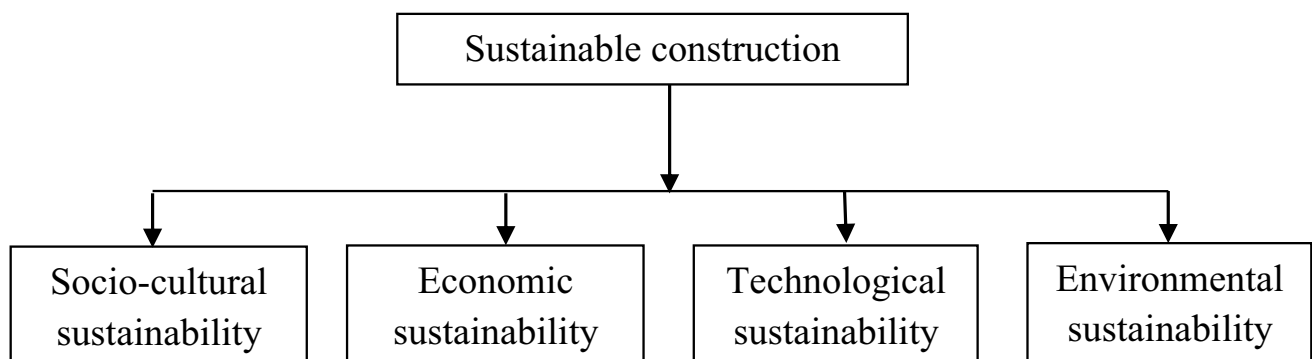 Sustainable construction
Socio-cultural
sustainability
Economic
sustainability
Technological
sustainability
Environmental
sustainability